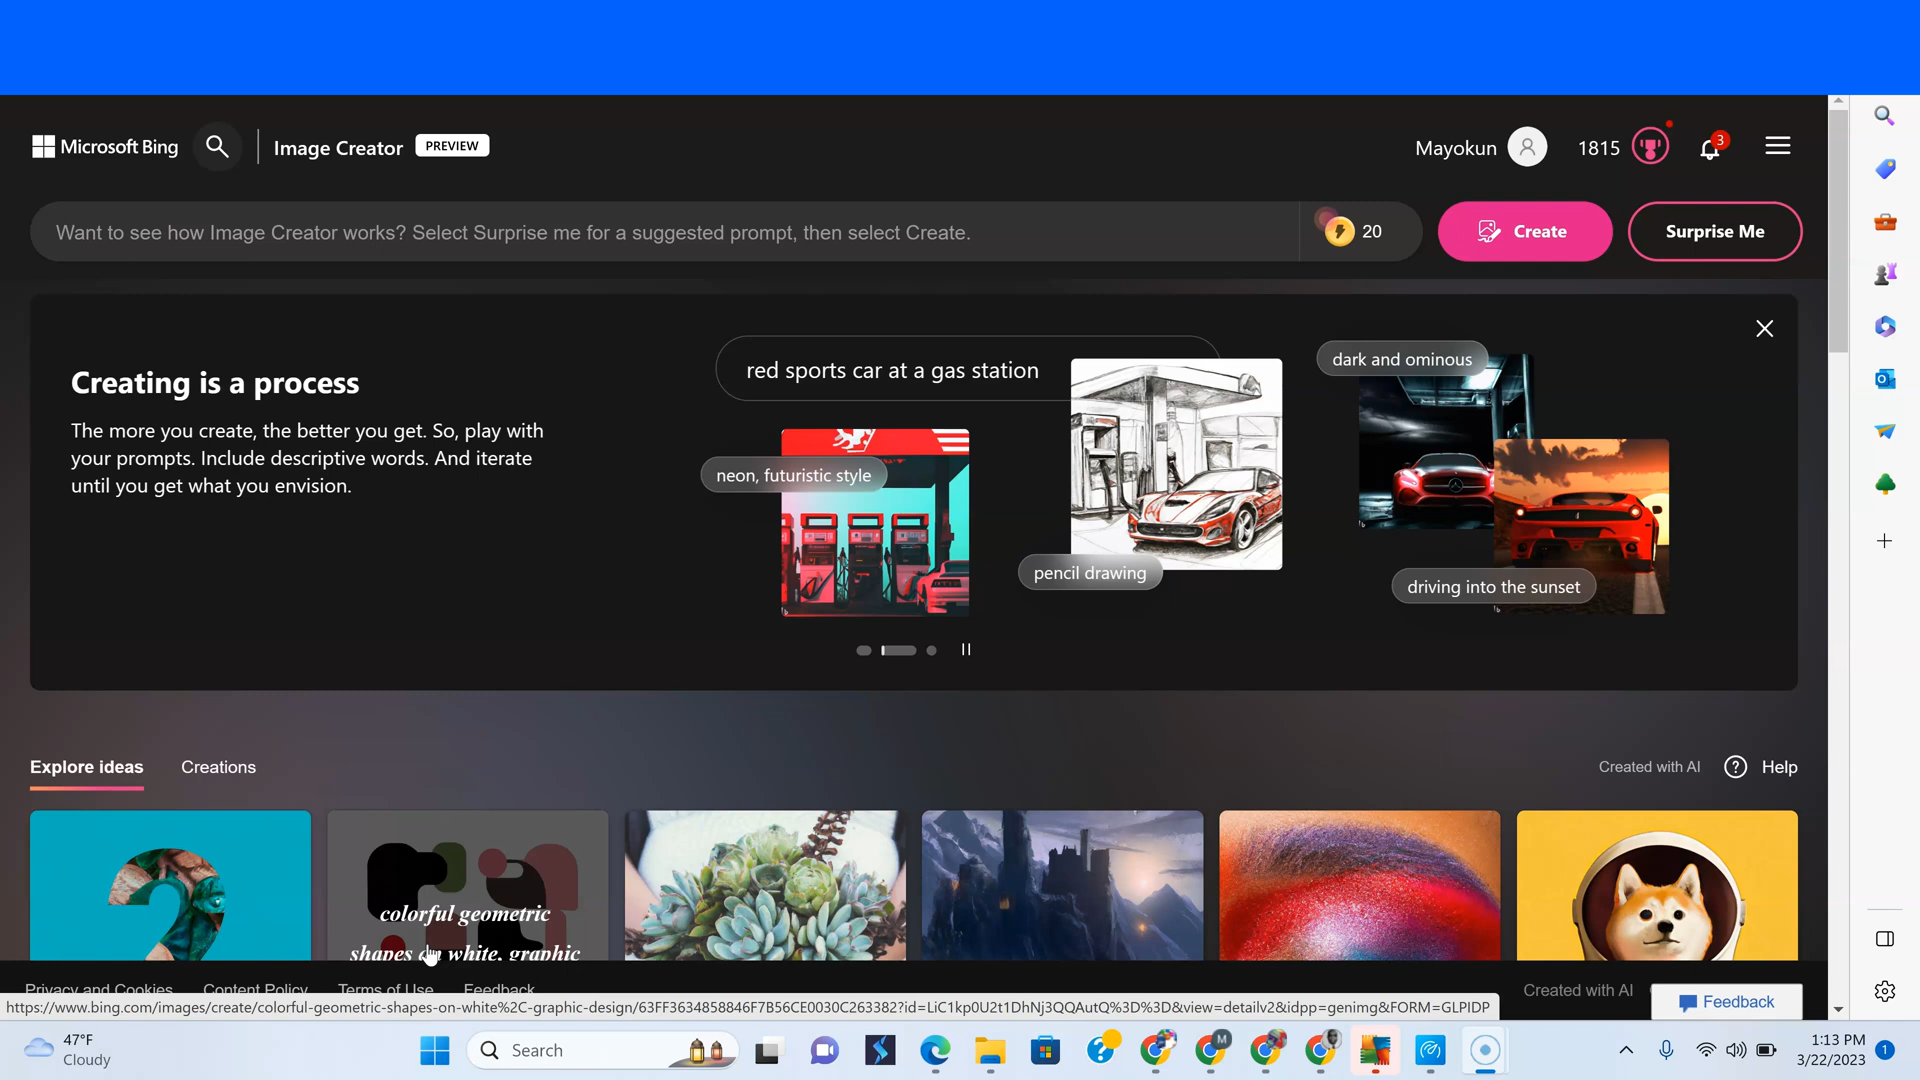 Microsoft Bing
Image Creator
PREVIEW
Mayokun
1815
3
Want to see how Image Creator works? Select Surprise me for a suggested prompt, then select Create.
20
Create
Surprise Me
Creating is a process
The more you create, the better you get. So, play with
your prompts. Include descriptive words. And iterate
until you get what you envision.
red sports car at a gas station
neon, futuristic style
pencil drawing
dark and ominous
driving into the sunset
Explore ideas
Creations
Created with AI
Help
colorful geometric
shapes on white, graphic
Privacy and Cookies
Content Policy
Terms of Use
Feedback
Created with AI
Feedback
https://www.bing.com/images/create/colorful-geometric-shapes-on-white%2C-graphic-design/63FF3634858846F7B56CE0030C263382?id=LiC1kp0U2t1DhNj3QQAutQ%3D%3D&view=detailv2&idpp=genimg&FORM=GLPIDP
47°F
Cloudy
Search
M
1:13 PM
3/22/2023
1